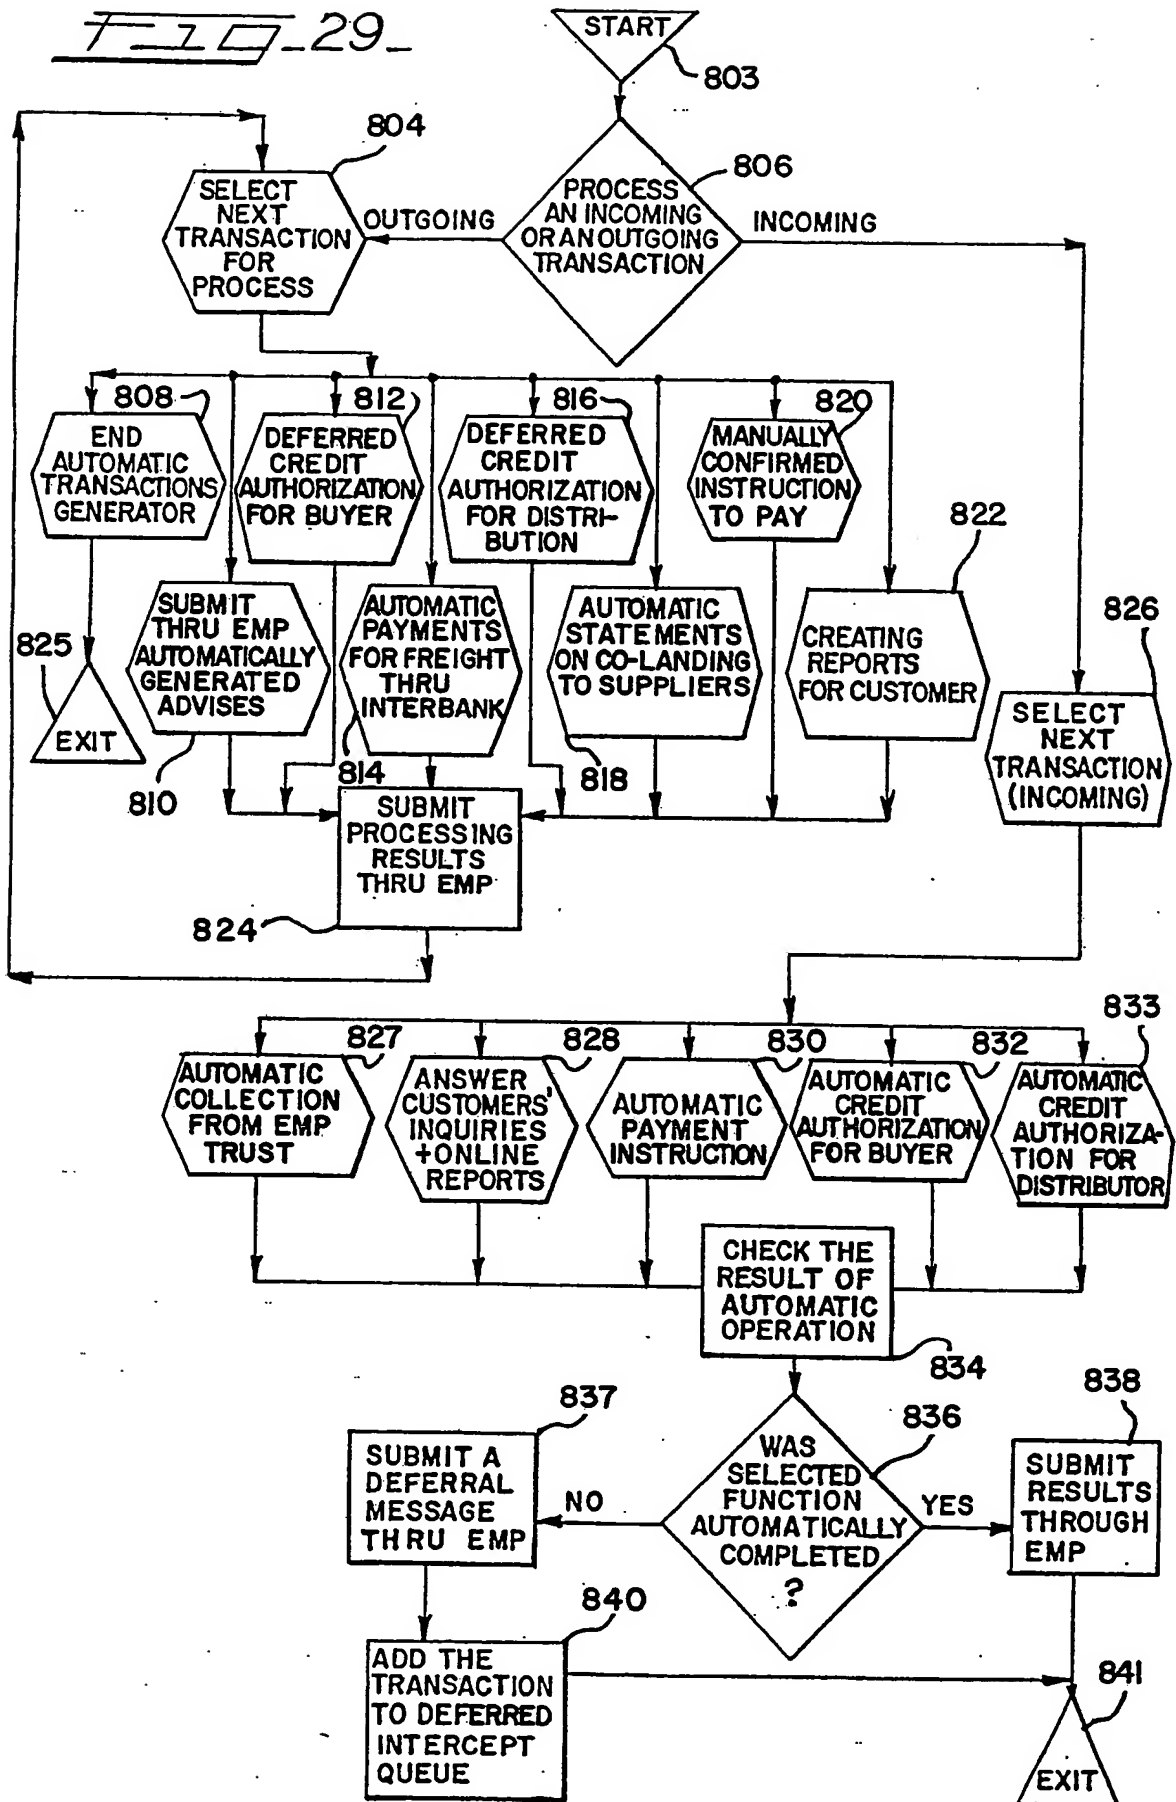 FIG_29_
START
803
804
806
SELECT
NEXT
TRANSACTION
FOR
PROCESS
OUTGOING
PROCESS
AN INCOMING
OR AN OUTGOING
TRANSACTION
INCOMING
808
812
816
820
END
AUTOMATIC
TRANSACTIONS
GENERATOR
DEFERRED
CREDIT
AUTHORIZATION
FOR BUYER
DEFERRED
CREDIT
AUTHORIZATION
FOR DISTRI-
BUTION
MANUALLY
CONFIRMED
INSTRUCTION
TO PAY
822
825
EXIT
SUBMIT
THRU EMP
AUTOMATICALLY
GENERATED
ADVISES
810
AUTOMATIC
PAYMENTS
FOR FREIGHT
THRU
INTERBANK
814
AUTOMATIC
STATEMENTS
ON CO-LANDING
TO SUPPLIERS
818
CREATING
REPORTS
FOR CUSTOMER
826
SELECT
NEXT
TRANSACTION
(INCOMING)
SUBMIT
PROCESSING
RESULTS
THRU EMP
824
827
828
830
832
833
AUTOMATIC
COLLECTION
FROM EMP
TRUST
ANSWER
CUSTOMERS'
INQUIRIES
+ONLINE
REPORTS
AUTOMATIC
PAYMENT
INSTRUCTION
AUTOMATIC
CREDIT
AUTHORIZATION
FOR BUYER
AUTOMATIC
CREDIT
AUTHORIZA-
TION FOR
DISTRIBUTOR
CHECK THE
RESULT OF
AUTOMATIC
OPERATION
834
837
836
838
SUBMIT A
DEFERRAL
MESSAGE
THRU EMP
NO
WAS
SELECTED
FUNCTION
AUTOMATICALLY
COMPLETED
?
YES
SUBMIT
RESULTS
THROUGH
EMP
840
ADD THE
TRANSACTION
TO DEFERRED
INTERCEPT
QUEUE
841
EXIT